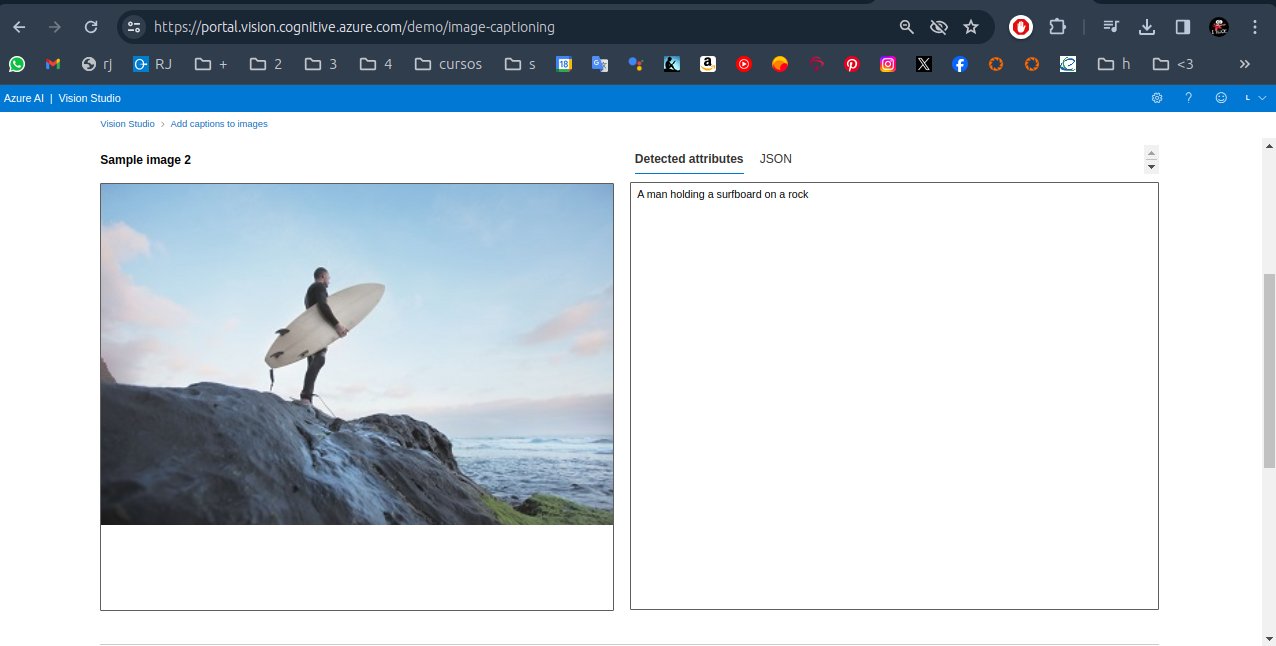 https://portal.vision.cognitive.azure.com/demo/image-captioning
rj RJ + 2 3 4 cursos s h <3 »
Azure AI | Vision Studio ? L
Vision Studio > Add captions to images
Sample image 2
Detected attributes JSON
A man holding a surfboard on a rock